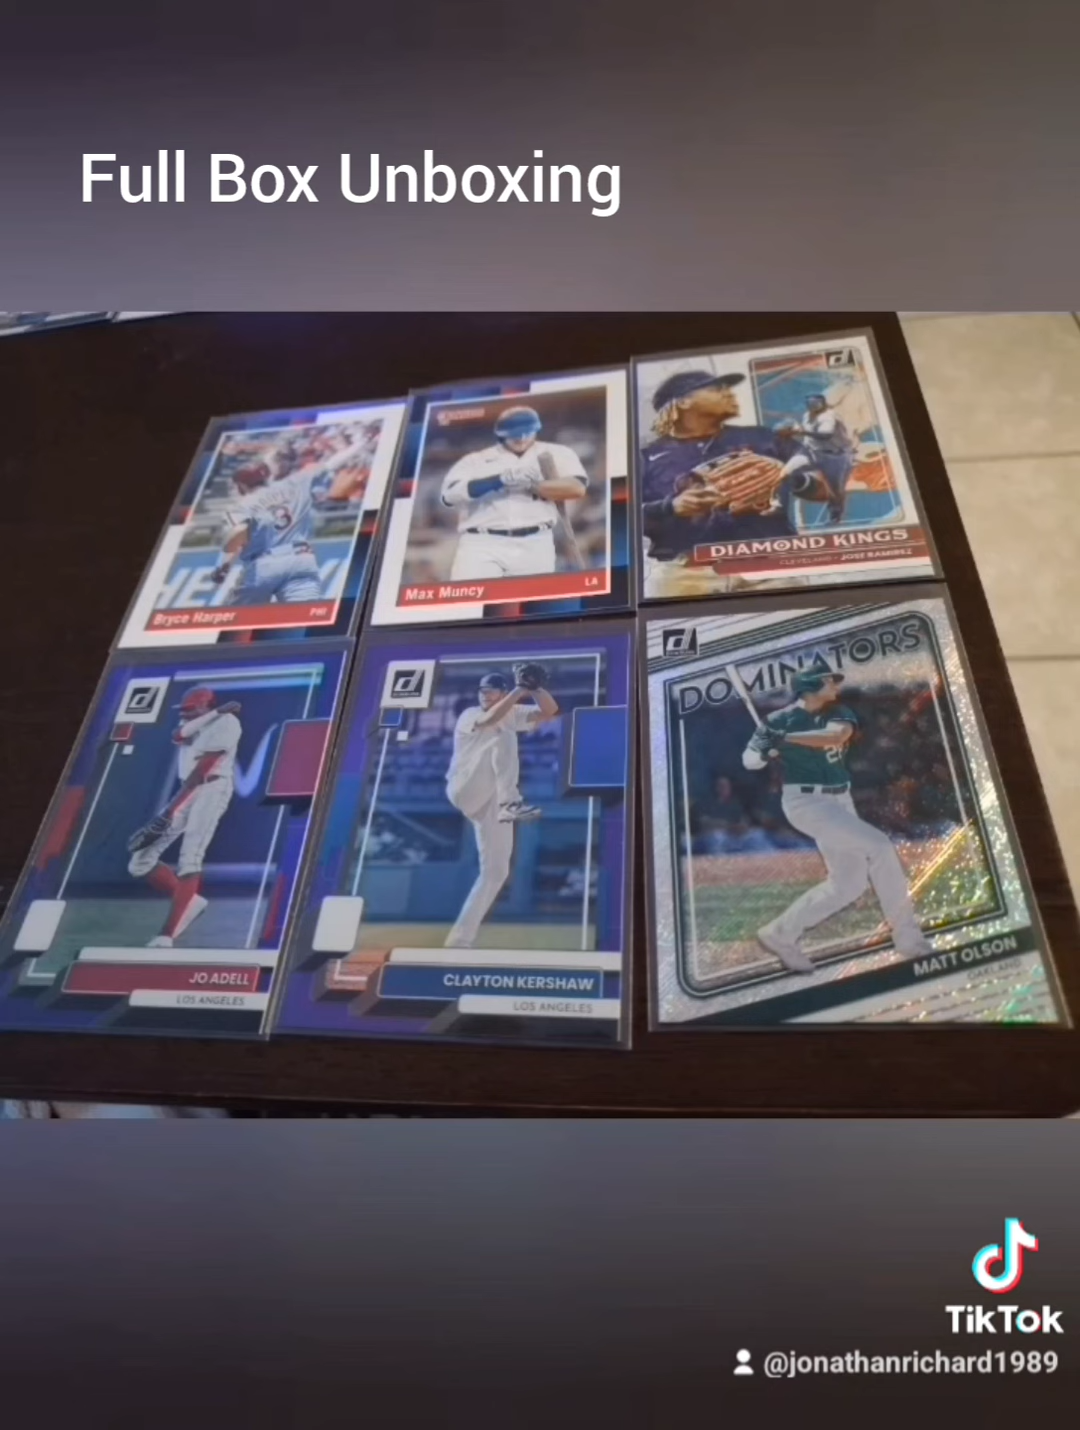 Full Box Unboxing
Bryce Harper
PHI
Max Muncy
LA
DIAMOND KINGS
CLEVELAND - JOSE RAMIREZ
JO ADELL
LOS ANGELES
CLAYTON KERSHAW
LOS ANGELES
DOMINATORS
MATT OLSON
OAKLAND
TikTok
@jonathanrichard1989